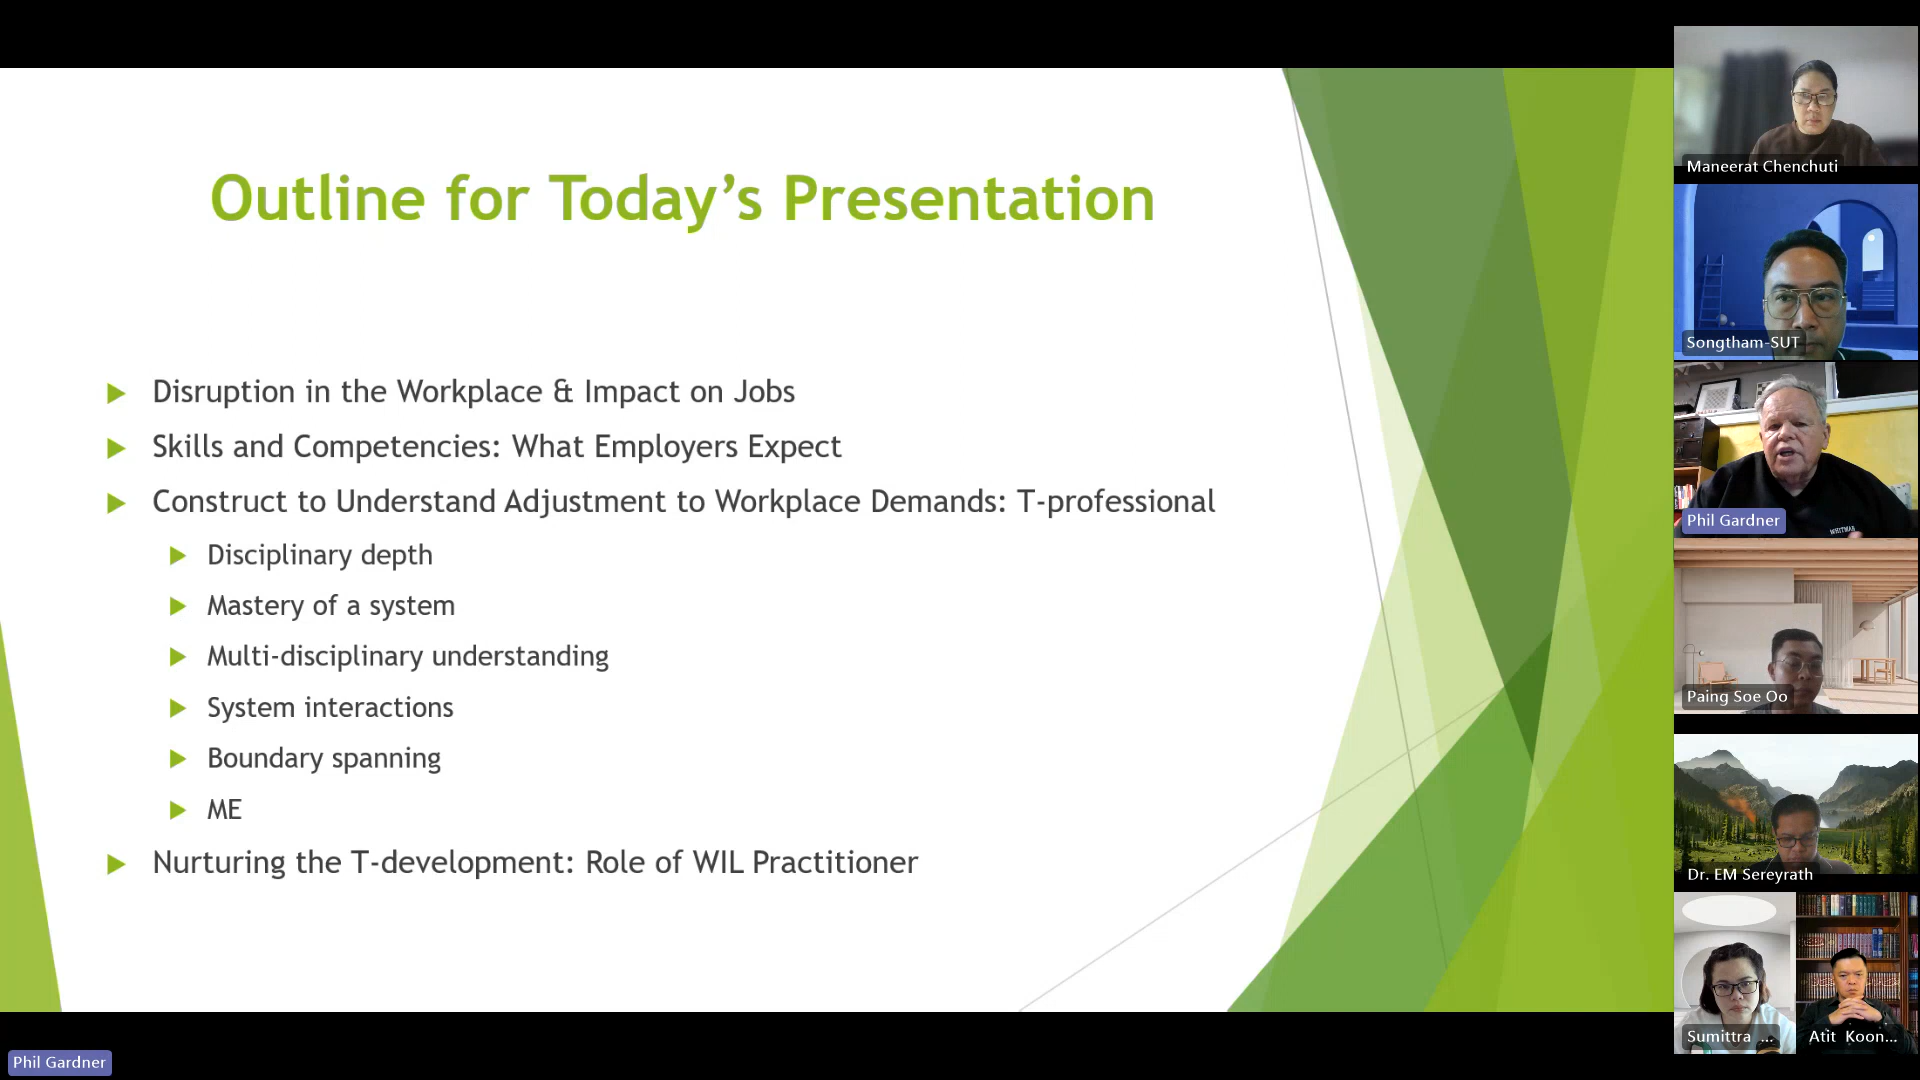 Outline for Today’s Presentation
Disruption in the Workplace & Impact on Jobs
Skills and Competencies: What Employers Expect
Construct to Understand Adjustment to Workplace Demands: T-professional
Disciplinary depth
Mastery of a system
Multi-disciplinary understanding
System interactions
Boundary spanning
ME
Nurturing the T-development: Role of WIL Practitioner
Maneerat Chenchuti
Songtham-SUT
WHITMAN
Phil Gardner
Paing Soe Oo
Dr. EM Sereyrath
Sumittra ...
Atit Koon...
Phil Gardner